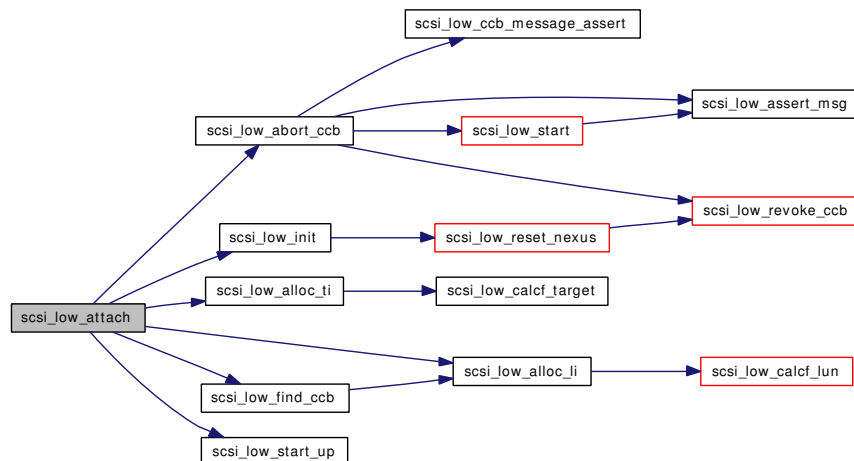 scsi_low_ccb_message_assert
scsi_low_assert_msg
scsi_low_abort_ccb
scsi_low_start
scsi_low_revoke_ccb
scsi_low_init
scsi_low_reset_nexus
scsi_low_alloc_ti
scsi_low_calcf_target
scsi_low_attach
scsi_low_alloc_li
scsi_low_calcf_lun
scsi_low_find_ccb
scsi_low_start_up